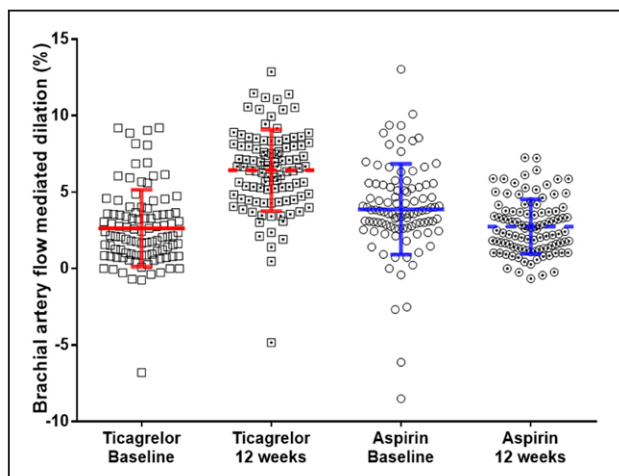 Brachial artery flow mediated dilation (%)
15
10
5
0
-5
-10
Ticagrelor
Baseline
Ticagrelor
12 weeks
Aspirin
Baseline
Aspirin
12 weeks